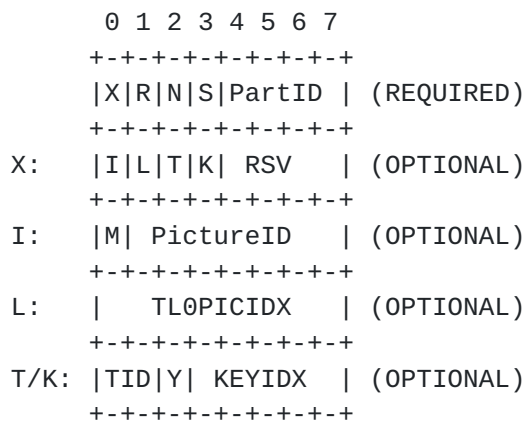 0 1 2 3 4 5 6 7
+-+-+-+-+-+-+-+-+
|X|R|N|S|PartID | (REQUIRED)
+-+-+-+-+-+-+-+-+
X: |I|L|T|K| RSV | (OPTIONAL)
+-+-+-+-+-+-+-+-+
I: |M| PictureID | (OPTIONAL)
+-+-+-+-+-+-+-+-+
L: | TL0PICIDX | (OPTIONAL)
+-+-+-+-+-+-+-+-+
T/K: |TID|Y| KEYIDX | (OPTIONAL)
+-+-+-+-+-+-+-+-+